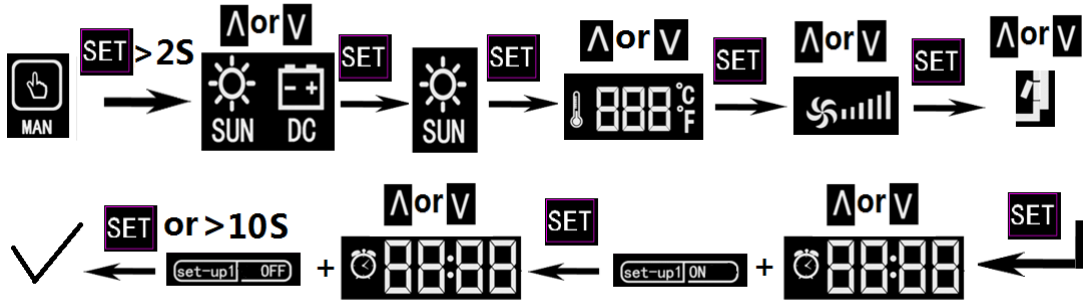 Λ or V Λ or V Λ or V Λ or V
SET >2S SET SET SET SET
MAN SUN DC SUN 888 °C °F
Λ or V Λ or V
SET or >10S SET SET
set-up1 OFF + 88:88 set-up1 ON + 88:88